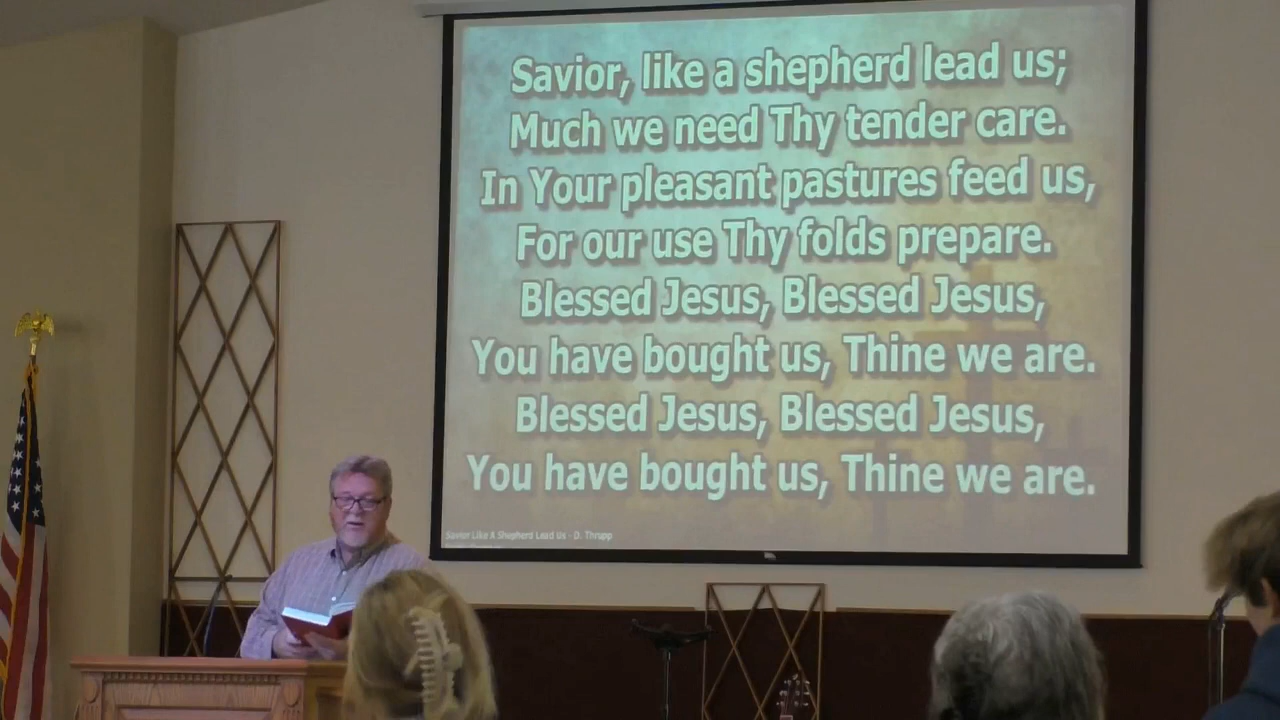 Savior, like a shepherd lead us;
Much we need Thy tender care.
In Your pleasant pastures feed us,
For our use Thy folds prepare.
Blessed Jesus, Blessed Jesus,
You have bought us, Thine we are.
Blessed Jesus, Blessed Jesus,
You have bought us, Thine we are.
Savior Like A Shepherd Lead Us - D. Thrupp